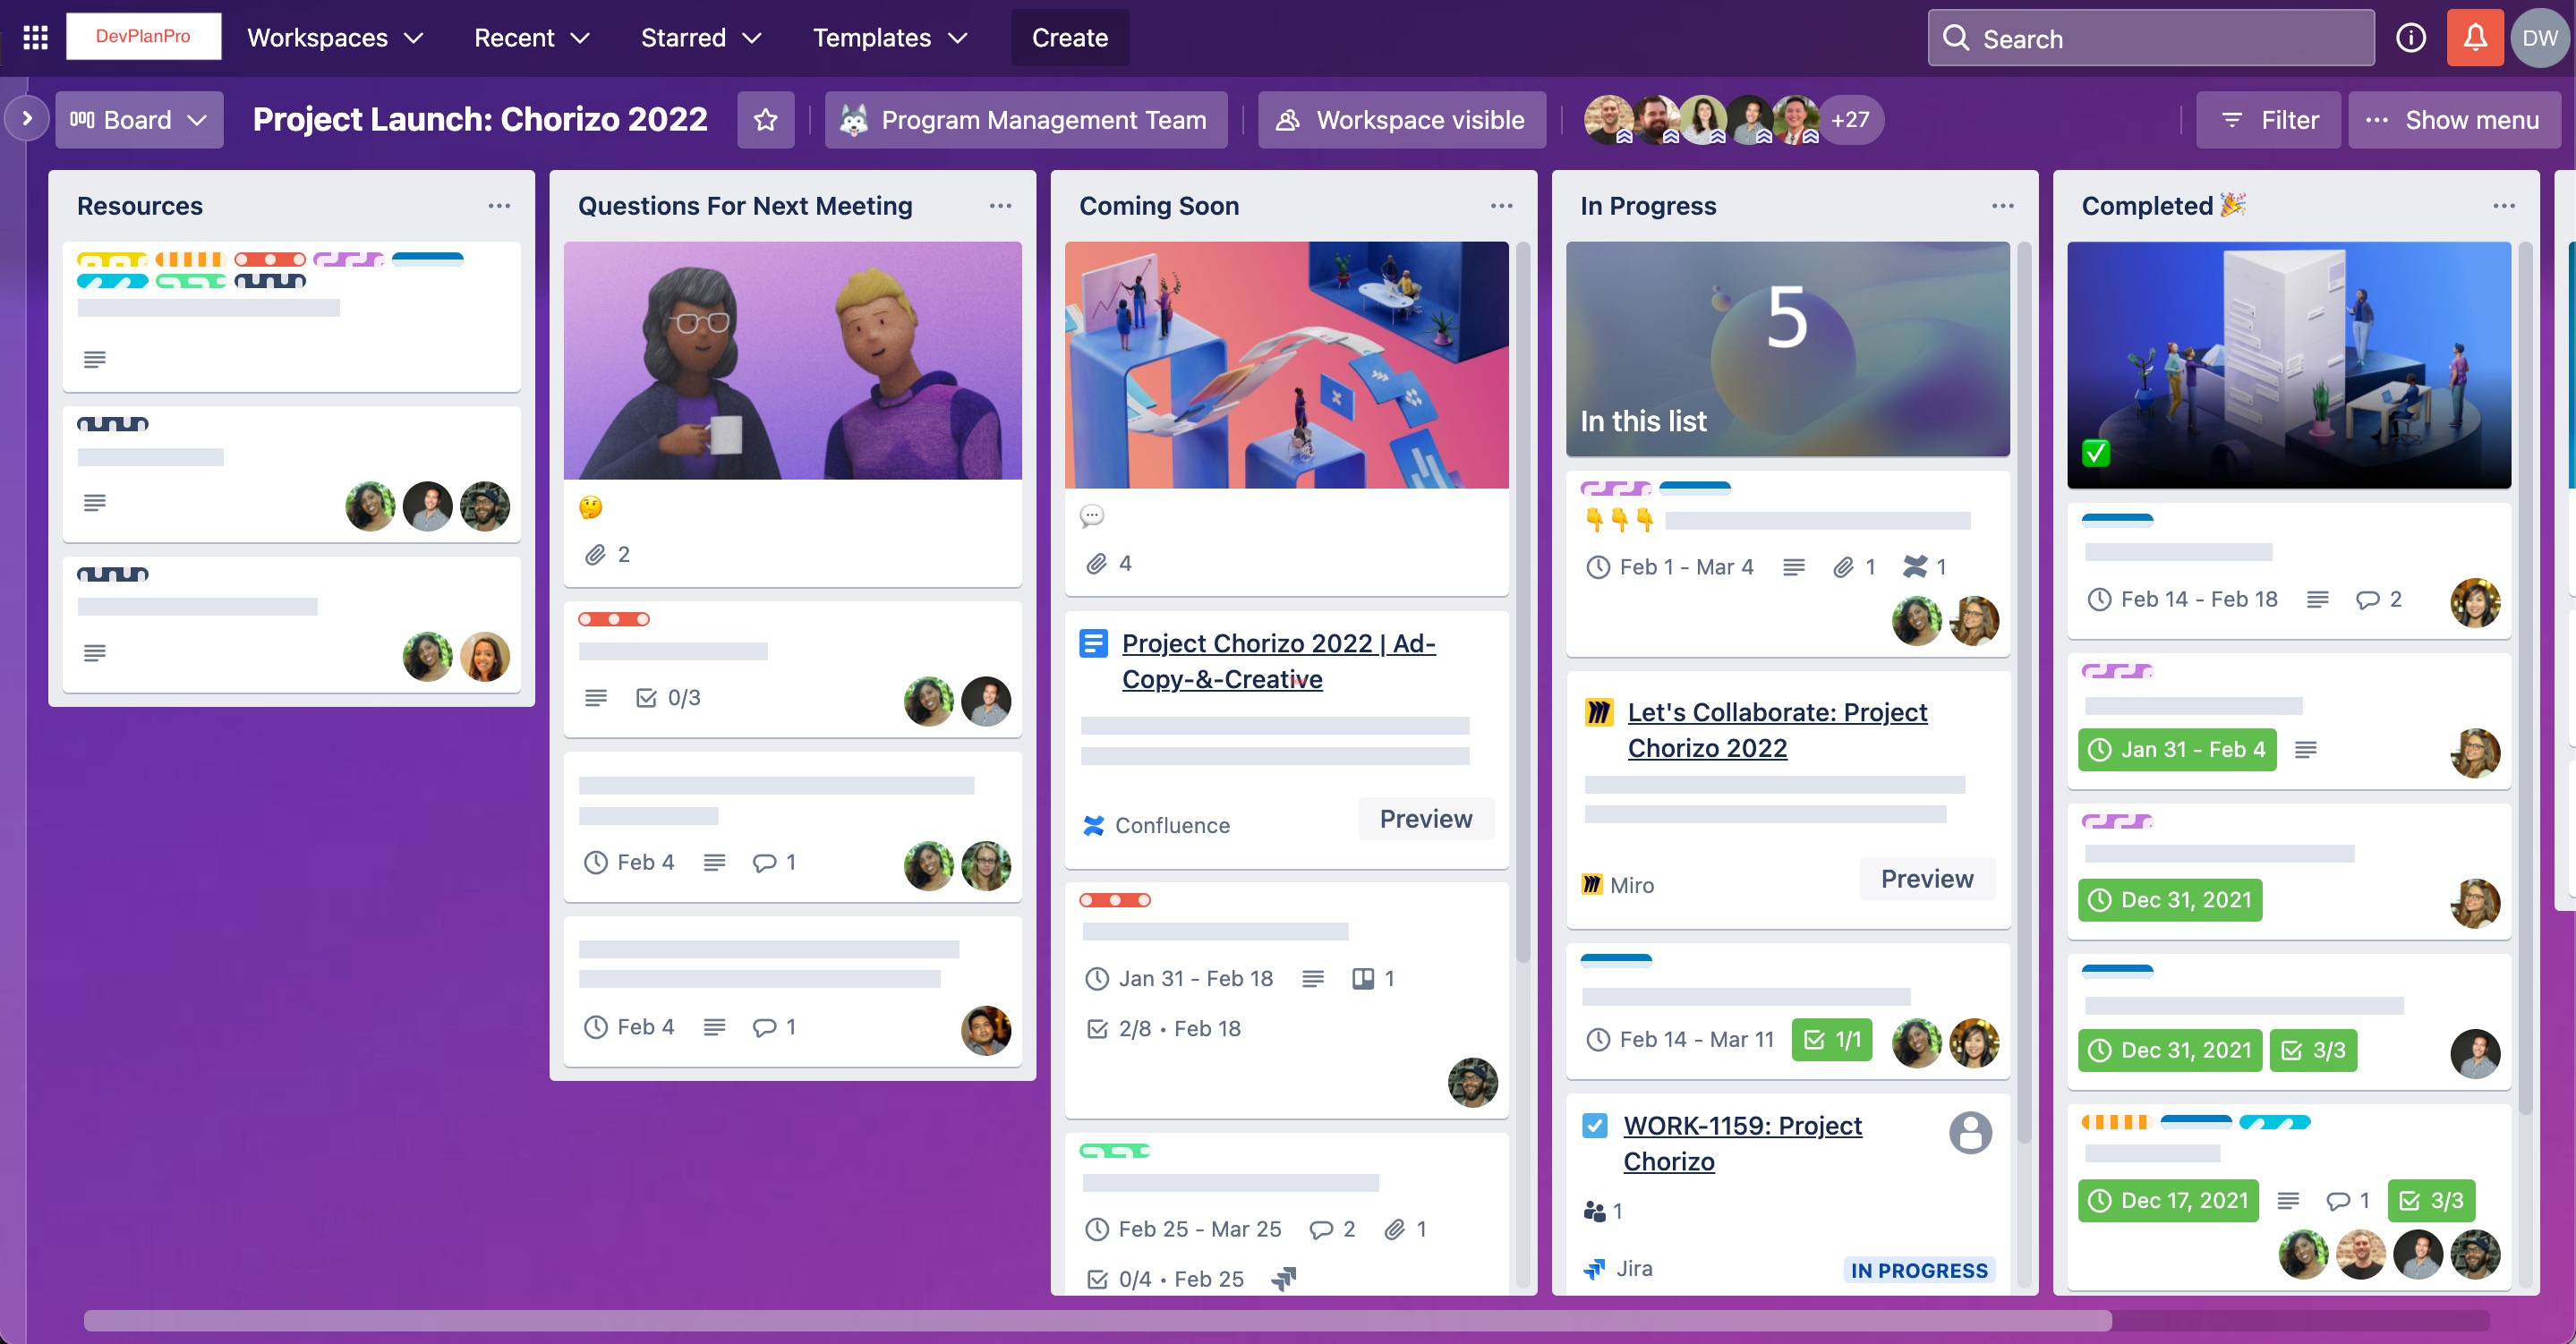 DevPlanPro
Workspaces
Recent
Starred
Templates
Create
Search
DW
Board
Project Launch: Chorizo 2022
Program Management Team
Workspace visible
+27
Filter
Show menu
Resources
Questions For Next Meeting
2
0/3
Feb 4
1
Feb 4
1
Coming Soon
4
Project Chorizo 2022 | Ad-
Copy-&-Creative
Confluence
Preview
Jan 31 - Feb 18
1
2/8 • Feb 18
Feb 25 - Mar 25
2
1
0/4 • Feb 25
In Progress
5
In this list
Feb 1 - Mar 4
1
1
Let's Collaborate: Project
Chorizo 2022
Miro
Preview
Feb 14 - Mar 11
1/1
WORK-1159: Project
Chorizo
1
Jira
IN PROGRESS
Completed 🎉
Feb 14 - Feb 18
2
Jan 31 - Feb 4
Dec 31, 2021
Dec 31, 2021
3/3
Dec 17, 2021
1
3/3